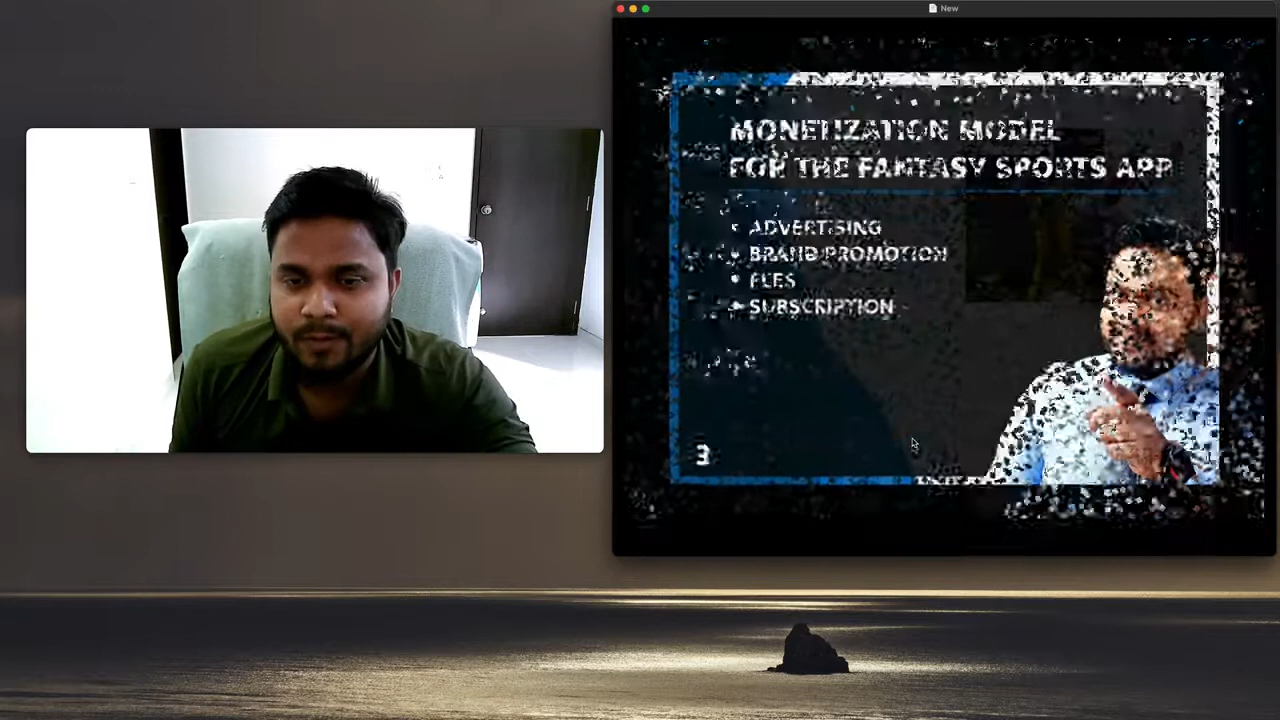 New
MONETIZATION MODEL
FOR THE FANTASY SPORTS APP
• ADVERTISING
• BRAND PROMOTION
• FEES
• SUBSCRIPTION
3